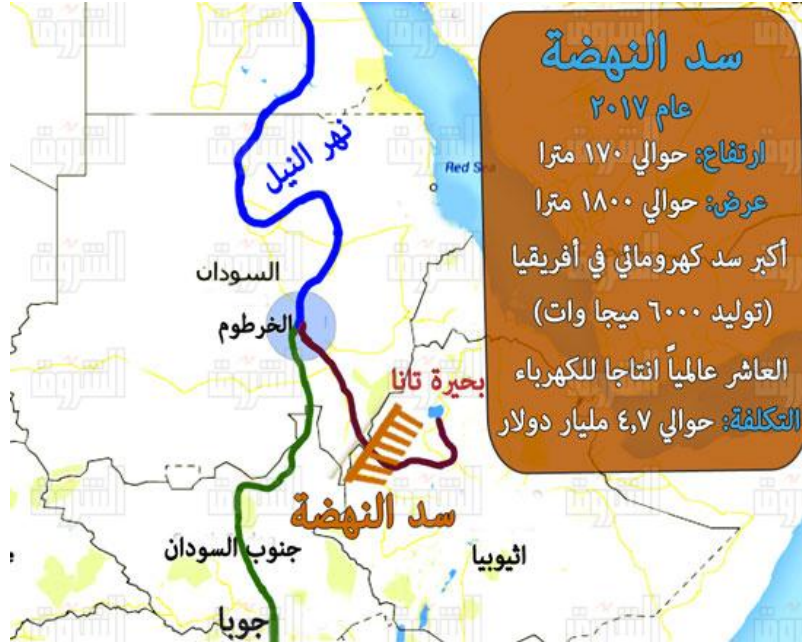 سد النهضة
عام ٢٠١٧
ارتفاع: حوالي ١٧٠ مترا
عرض: حوالي ١٨٠٠ مترا
أكبر سد كهرومائي في أفريقيا
(توليد ٦٠٠٠ ميجا وات)
العاشر عالمياً انتاجا للكهرباء
التكلفة: حوالي ٤,٧ مليار دولار
نهر النيل
Red Sea
السودان
الخرطوم
بحيرة تانا
سد النهضة
جنوب السودان
اثيوبيا
جوبا
الشروق